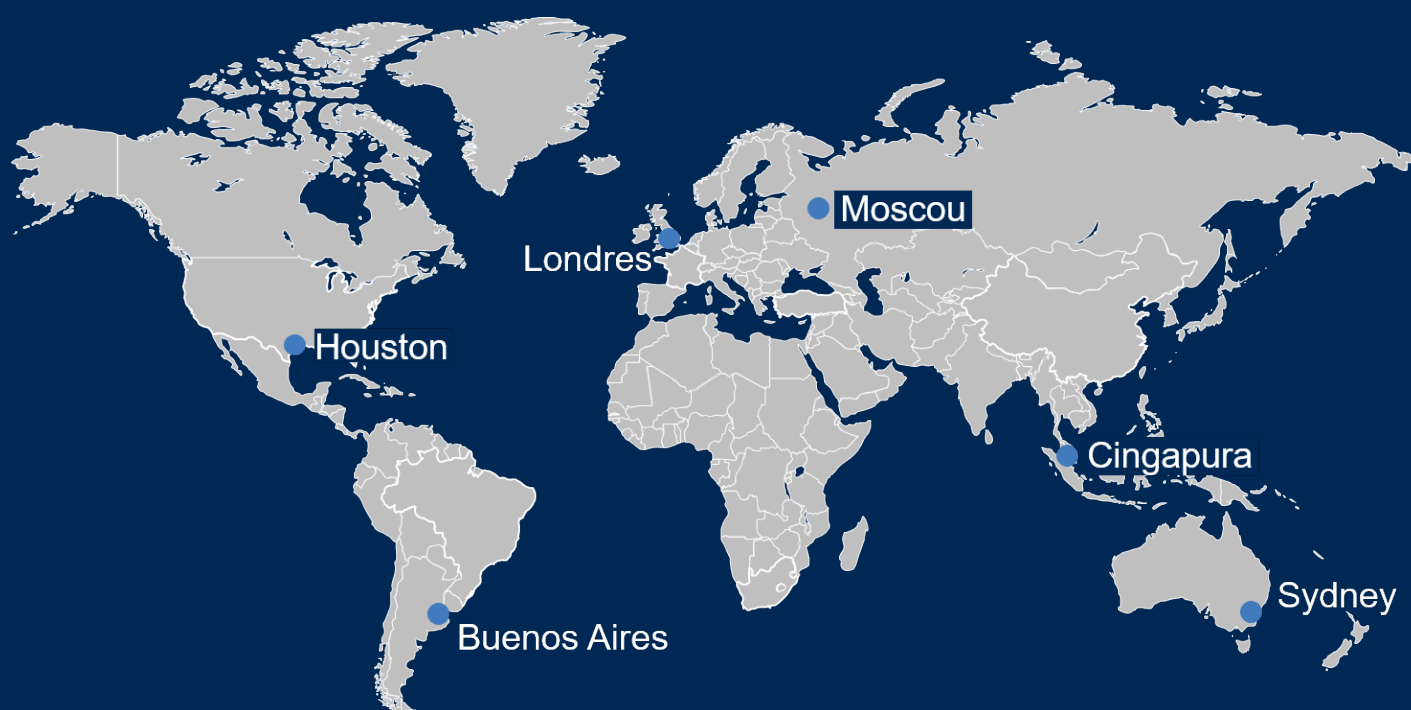 Moscou
Londres
Houston
Cingapura
Sydney
Buenos Aires